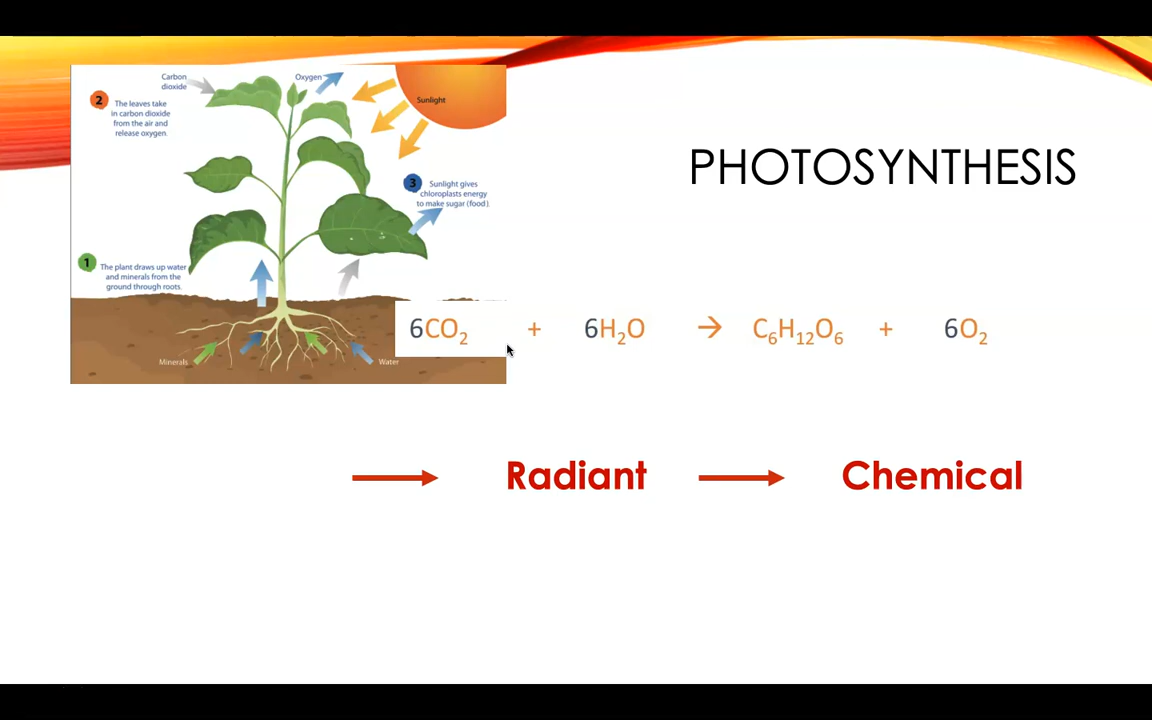 PHOTOSYNTHESIS
Carbon
dioxide
Oxygen
Sunlight
2
The leaves take
in carbon dioxide
from the air and
release oxygen.
3
Sunlight gives
chloroplasts energy
to make sugar (food).
1
The plant draws up water
and minerals from the
ground through roots.
Minerals
Water
6CO₂ + 6H₂O → C₆H₁₂O₆ + 6O₂
→ Radiant → Chemical